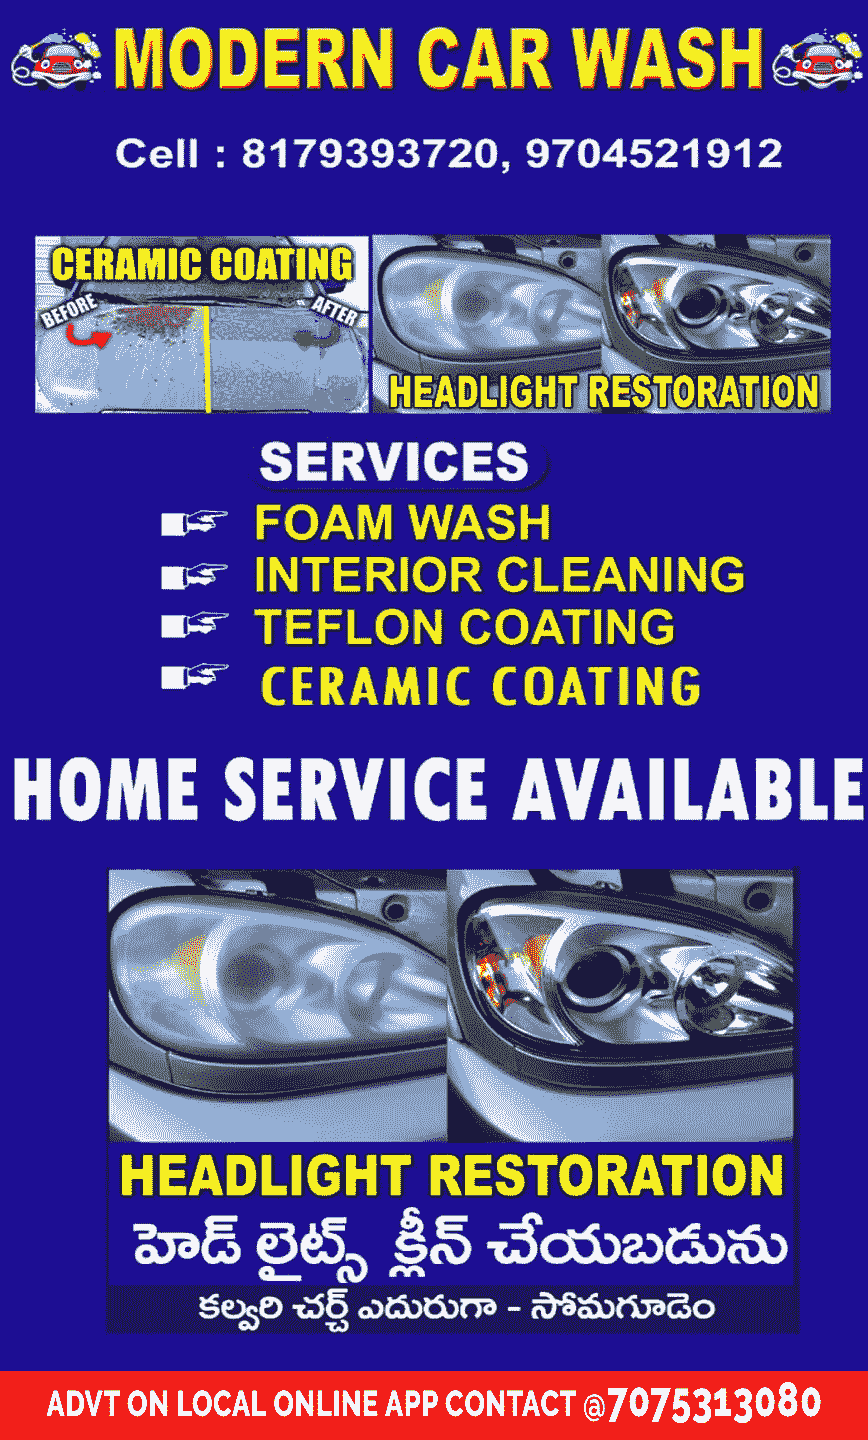 MODERN CAR WASH
Cell : 8179393720, 9704521912
CERAMIC COATING
BEFORE
AFTER
HEADLIGHT RESTORATION
SERVICES
FOAM WASH
INTERIOR CLEANING
TEFLON COATING
CERAMIC COATING
HOME SERVICE AVAILABLE
HEADLIGHT RESTORATION
హెడ్ లైట్స్ క్లీన్ చేయబడును
కల్వరి చర్చ్ ఎదురుగా - సోమగూడెం
ADVT ON LOCAL ONLINE APP CONTACT @7075313080